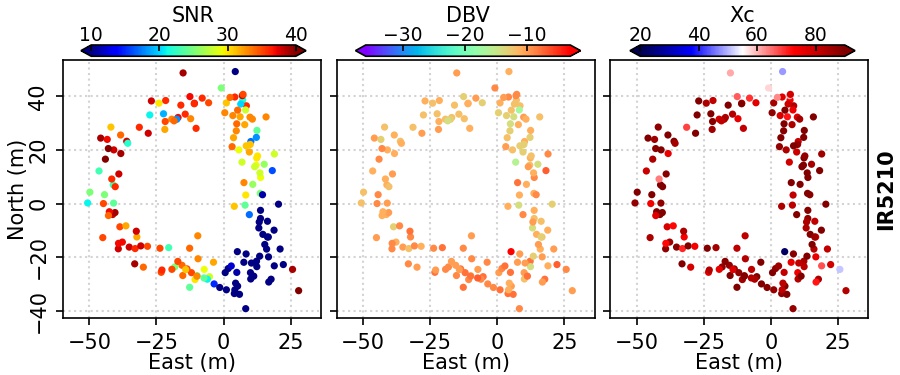 SNR DBV Xc
10 20 30 40 −30 −20 −10 20 40 60 80
40
20
0
−20
−40
North (m)
IR5210
−50 −25 0 25 −50 −25 0 25 −50 −25 0 25
East (m) East (m) East (m)